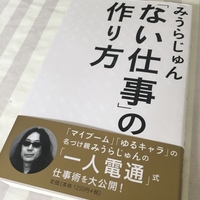 みうらじゅん
「ない仕事」の
作り方
「マイブーム」「ゆるキャラ」の
名づけ親みうらじゅんの
「一人電通」式
仕事術を大公開!